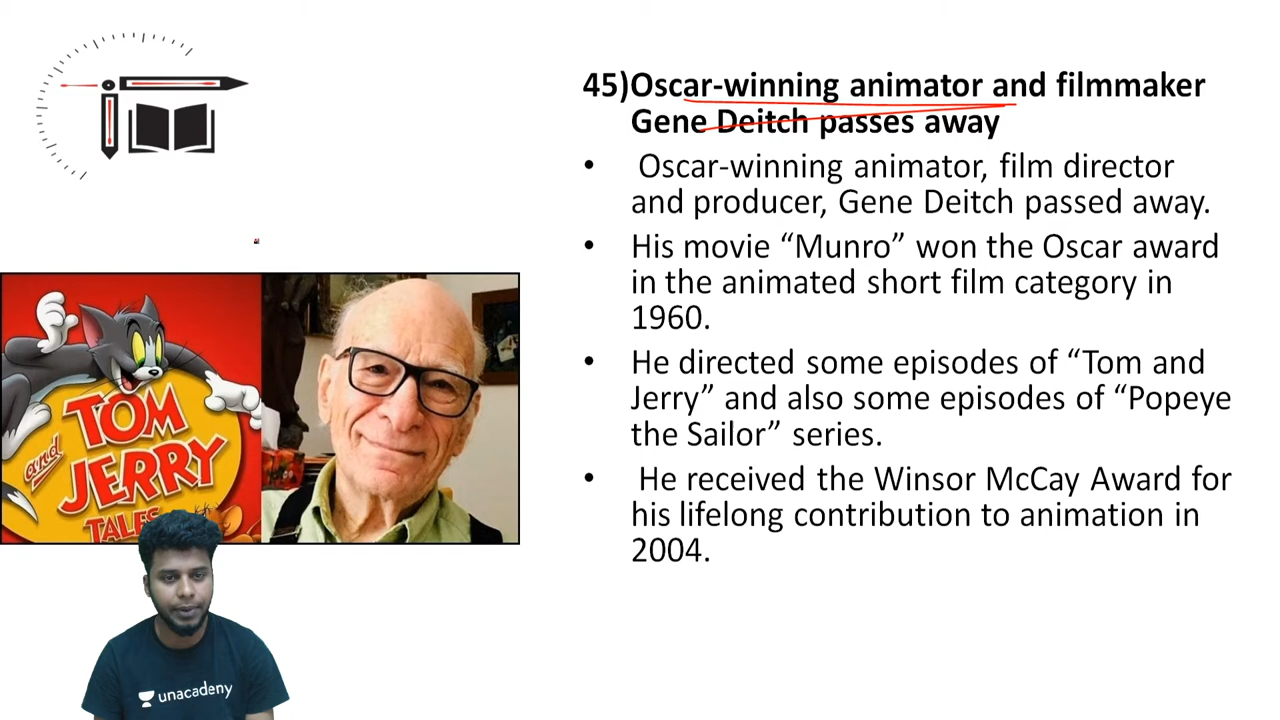 45)Oscar-winning animator and filmmaker
Gene Deitch passes away
• Oscar-winning animator, film director
and producer, Gene Deitch passed away.
• His movie “Munro” won the Oscar award
in the animated short film category in
1960.
• He directed some episodes of “Tom and
Jerry” and also some episodes of “Popeye
the Sailor” series.
• He received the Winsor McCay Award for
his lifelong contribution to animation in
2004.
TOM
and
JERRY
TALES
unacademy